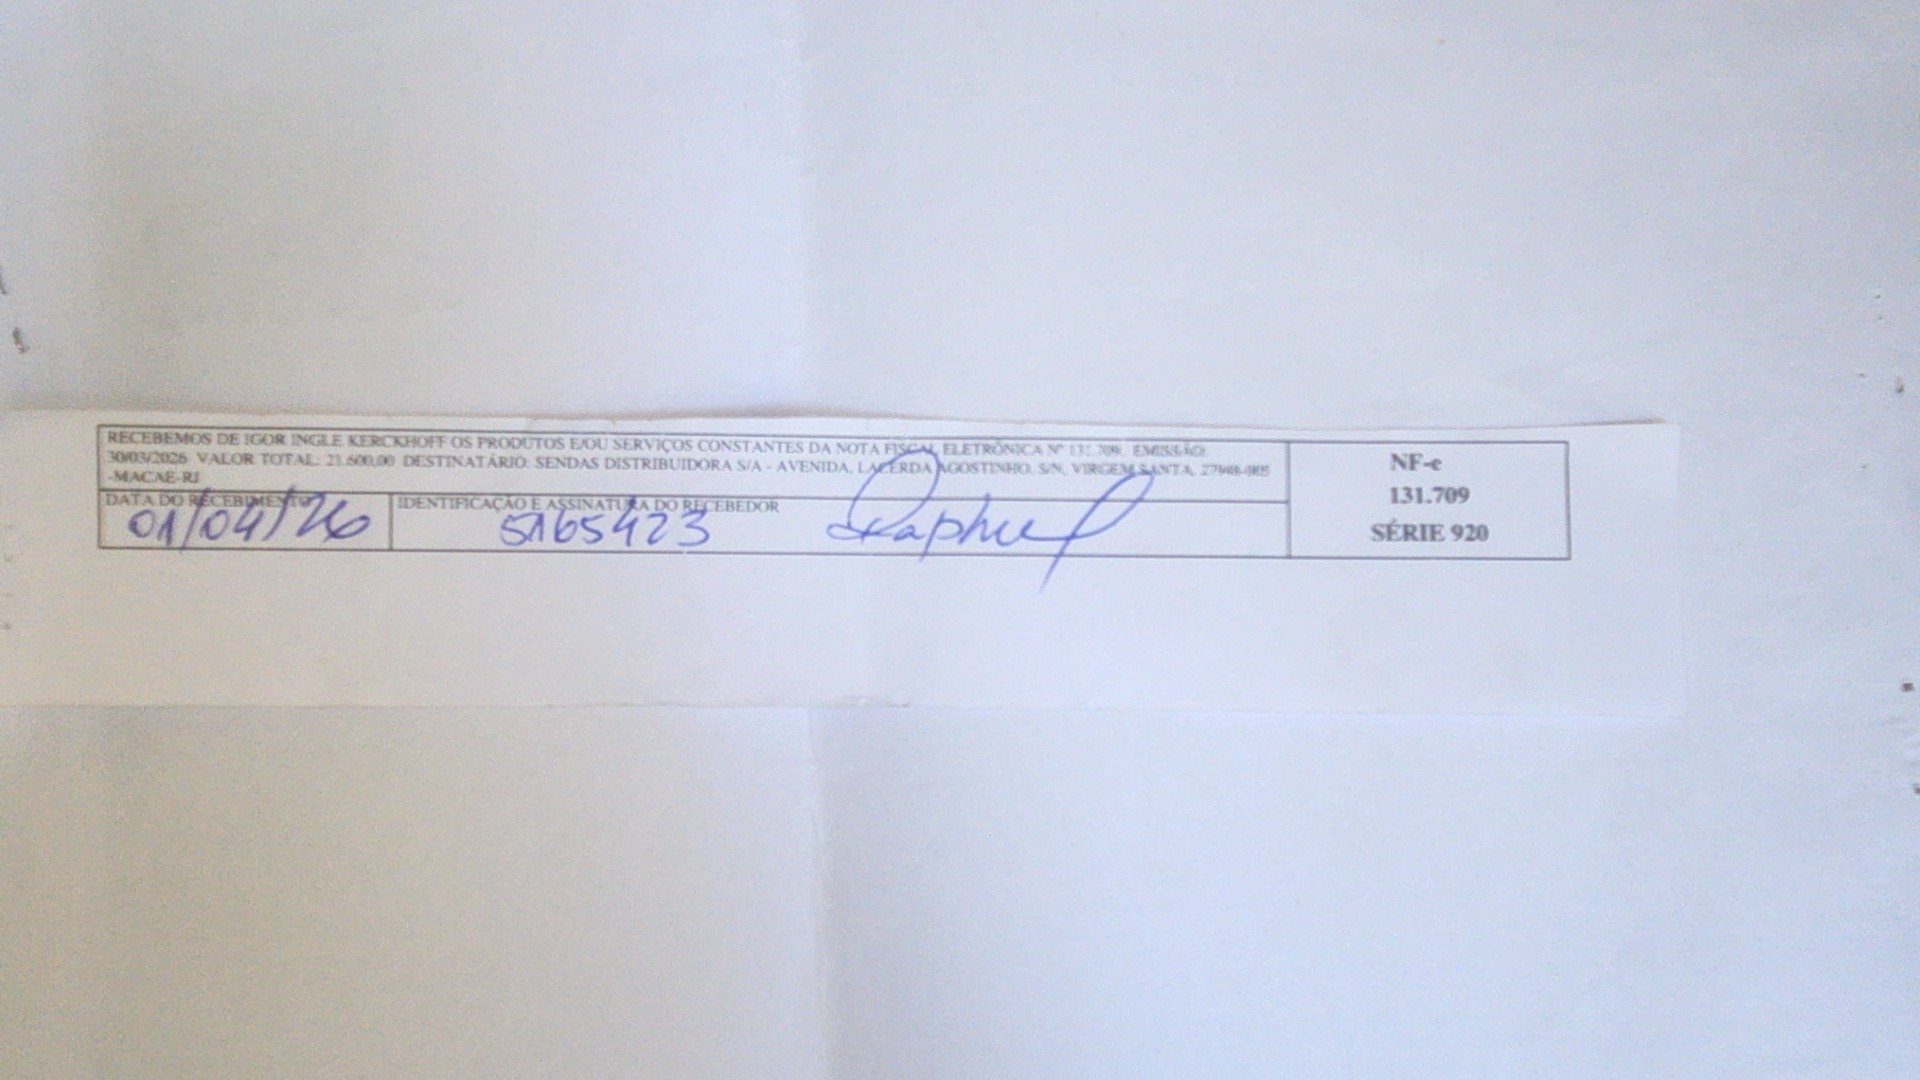 RECEBEMOS DE IGOR INGLE KERCKHOFF OS PRODUTOS E/OU SERVIÇOS CONSTANTES DA NOTA FISCAL ELETRÔNICA Nº 131.709. EMISSÃO:
30/03/2026 VALOR TOTAL: 21.600,00 DESTINATÁRIO: SENDAS DISTRIBUIDORA S/A - AVENIDA, LACERDA AGOSTINHO, S/N, VIRGEM SANTA,
-MACAE-RJ
DATA DO RECEBIMENTO
01/04/26
IDENTIFICAÇÃO E ASSINATURA DO RECEBEDOR
5165423 Raphael
NF-e
131.709
SÉRIE 920